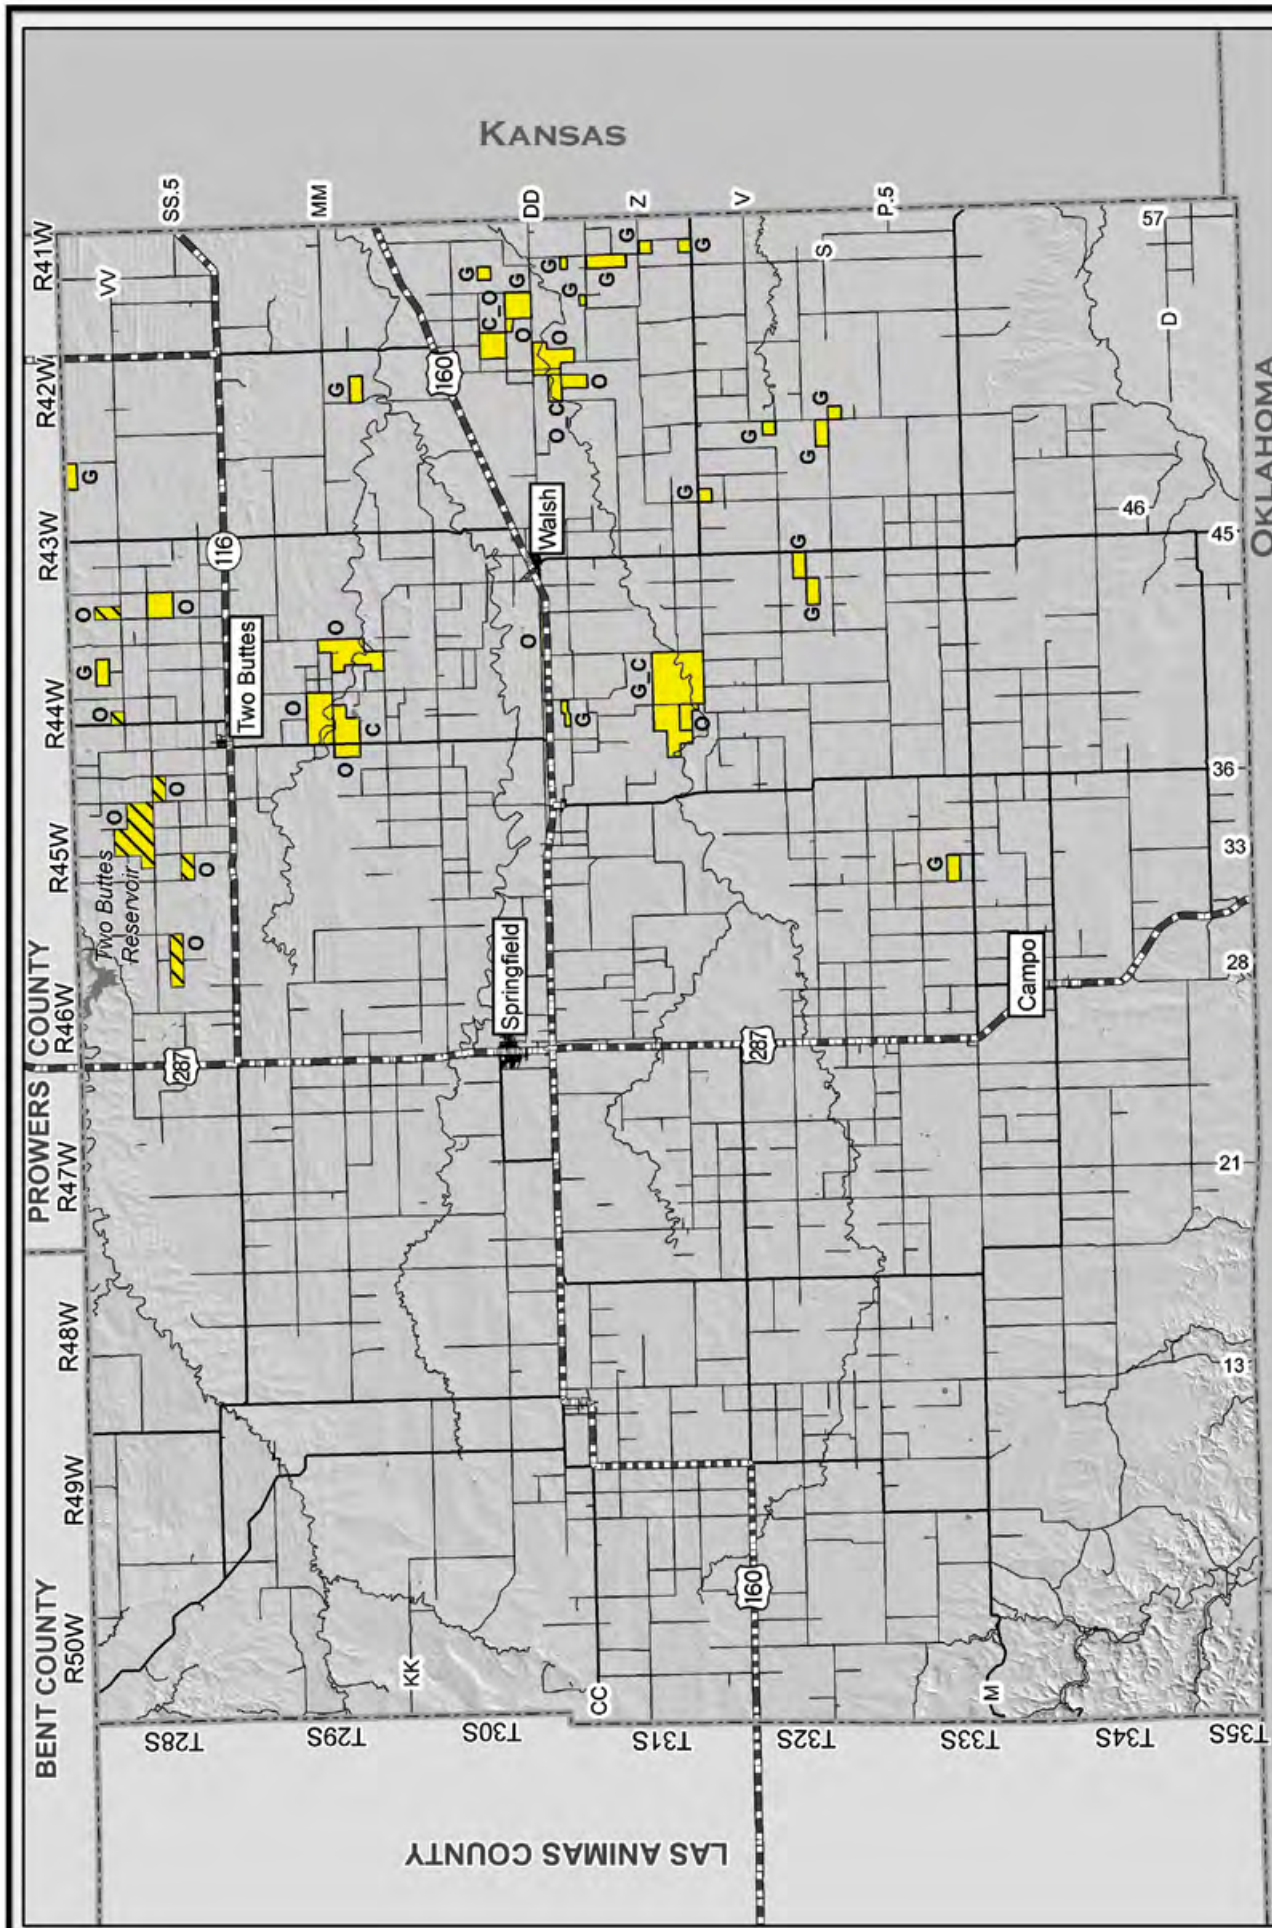 BENT COUNTY
PROWERS COUNTY
R50W
R49W
R48W
R47W
R46W
R45W
R44W
R43W
R42W
R41W
KANSAS
OKLAHOMA
LAS ANIMAS COUNTY
T28S
T29S
T30S
T31S
T32S
T33S
T34S
T35S
VV
SS.5
MM
DD
Z
V
S
P.5
D
KK
CC
M
57
46
45
36
33
28
21
13
287
287
116
160
160
Two Buttes
Reservoir
Two Buttes
Springfield
Walsh
Campo
O
O
O
O
O
G
O
O
G
O
O
C
O
O
G
G_C
O
G
G
C_O
G
O
O
O
C
O
G
G
G
G
G
G
G
G
G
G
G
G
G